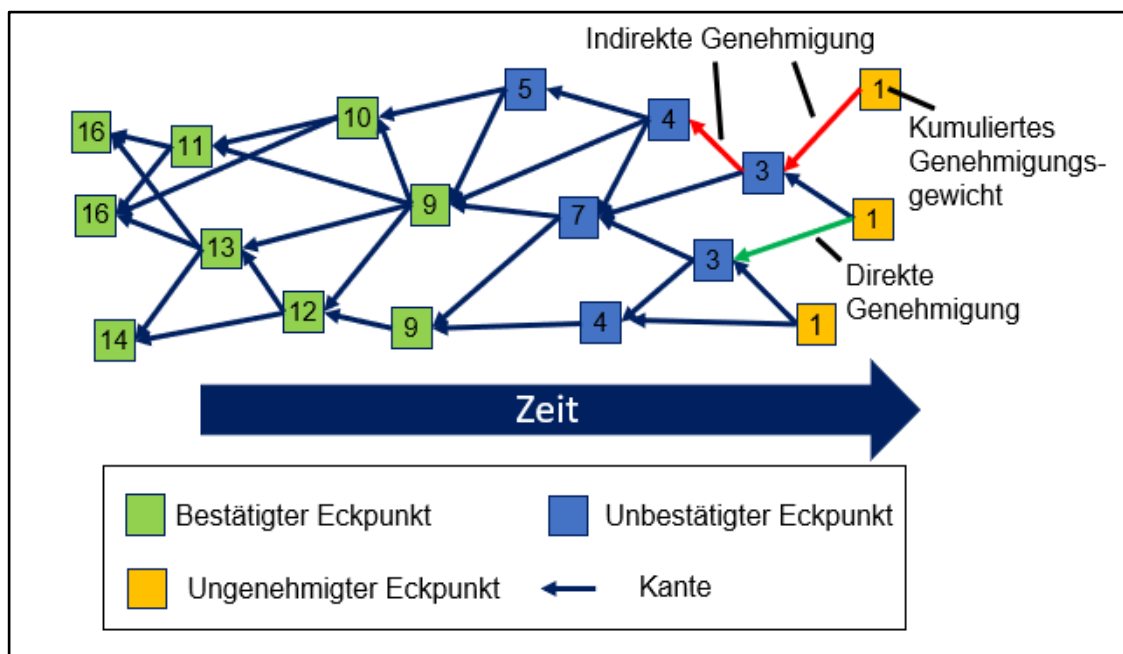 Indirekte Genehmigung
5
1
10
4
16
11
Kumuliertes
Genehmigungs-
gewicht
3
9
16
7
1
13
3
Direkte
Genehmigung
12
9
4
1
14
Zeit
Bestätigter Eckpunkt
Unbestätigter Eckpunkt
Ungenehmigter Eckpunkt
Kante